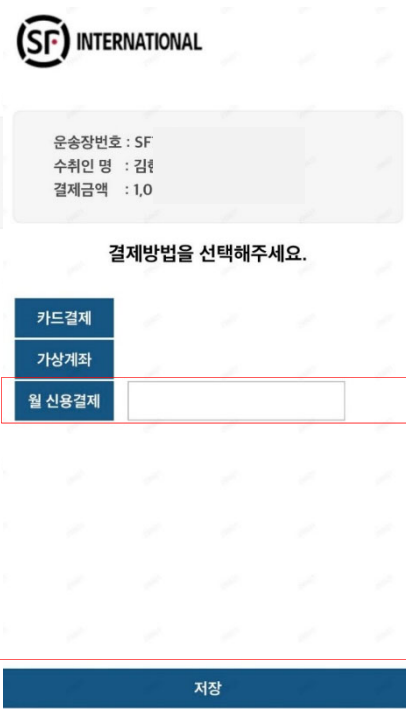 SF INTERNATIONAL
운송장번호 : SF
수취인 명 : 김현
결제금액 : 1,0
결제방법을 선택해주세요.
카드결제
가상계좌
월 신용결제
저장